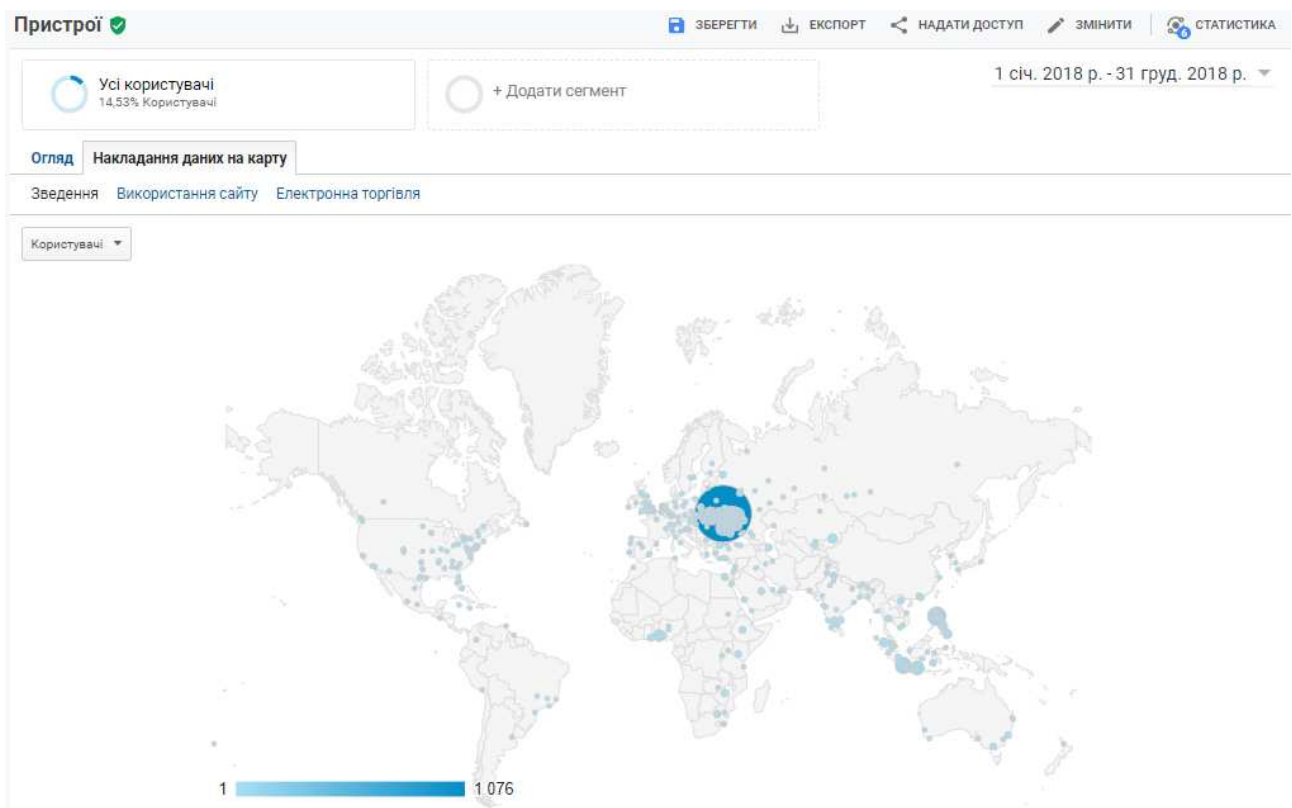 Пристрої
ЗБЕРЕГТИ ЕКСПОРТ НАДАТИ ДОСТУП ЗМІНИТИ 6 СТАТИСТИКА
Усі користувачі
14,53% Користувачі
+ Додати сегмент
1 січ. 2018 р. - 31 груд. 2018 р.
Огляд Накладання даних на карту
Зведення Використання сайту Електронна торгівля
Користувачі
1 1 076